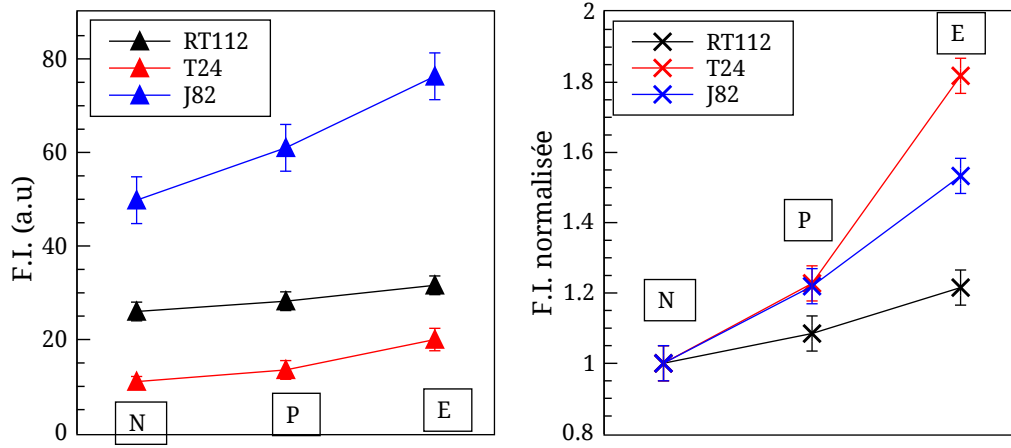 RT112
T24
J82
80
60
40
20
0
F.I. (a.u)
N
P
E
RT112
T24
J82
2
1.8
1.6
1.4
1.2
1
0.8
F.I. normalisée
N
P
E